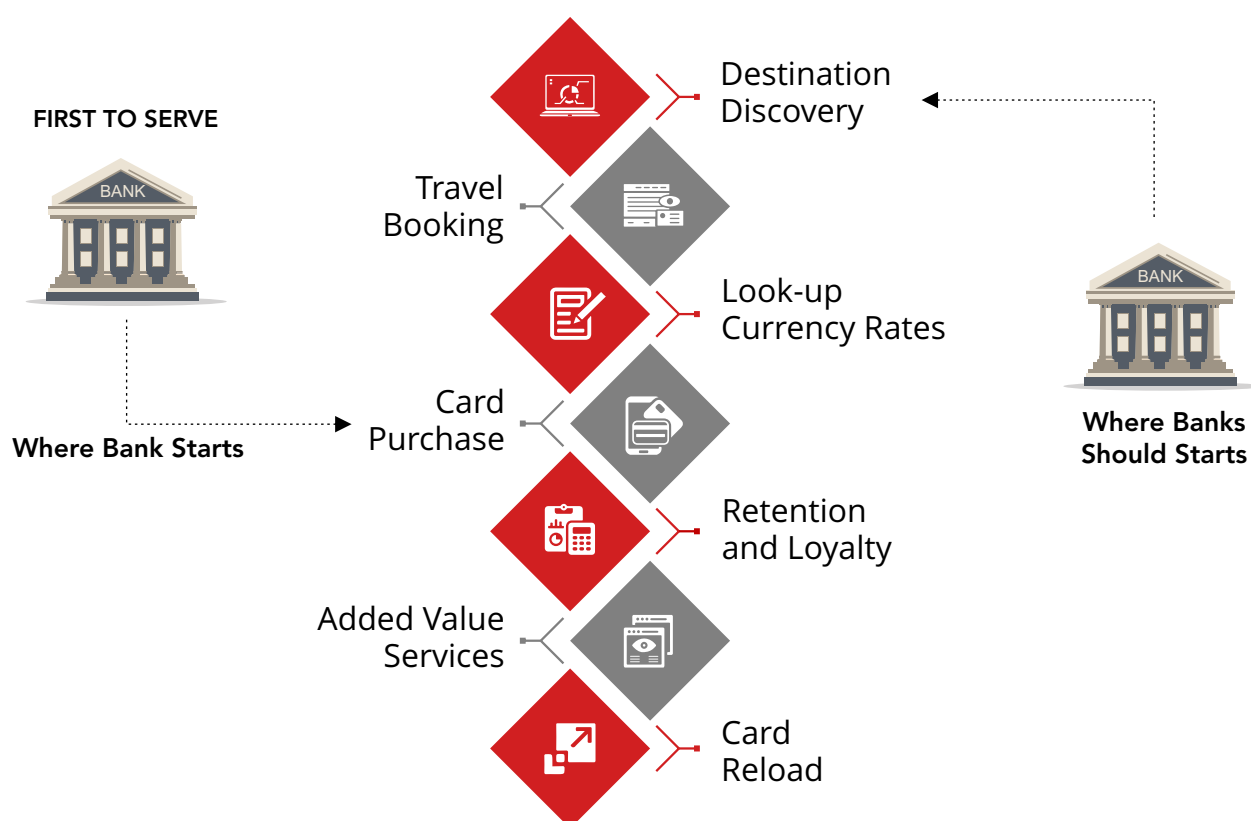 Destination
Discovery
FIRST TO SERVE
BANK
Travel
Booking
BANK
Look-up
Currency Rates
Card
Purchase
Where Bank Starts
Where Banks
Should Starts
Retention
and Loyalty
Added Value
Services
Card
Reload